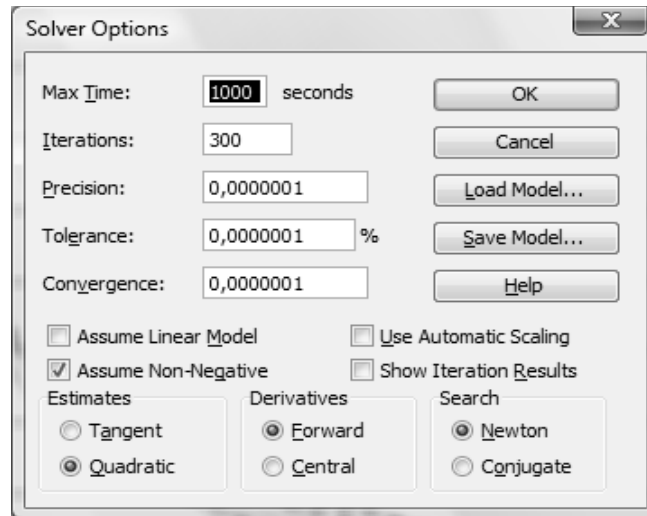 Solver Options
Max Time: 1000 seconds OK
Iterations: 300 Cancel
Precision: 0,0000001 Load Model...
Tolerance: 0,0000001 % Save Model...
Convergence: 0,0000001 Help
Assume Linear Model Use Automatic Scaling
Assume Non-Negative Show Iteration Results
Estimates Derivatives Search
Tangent Forward Newton
Quadratic Central Conjugate